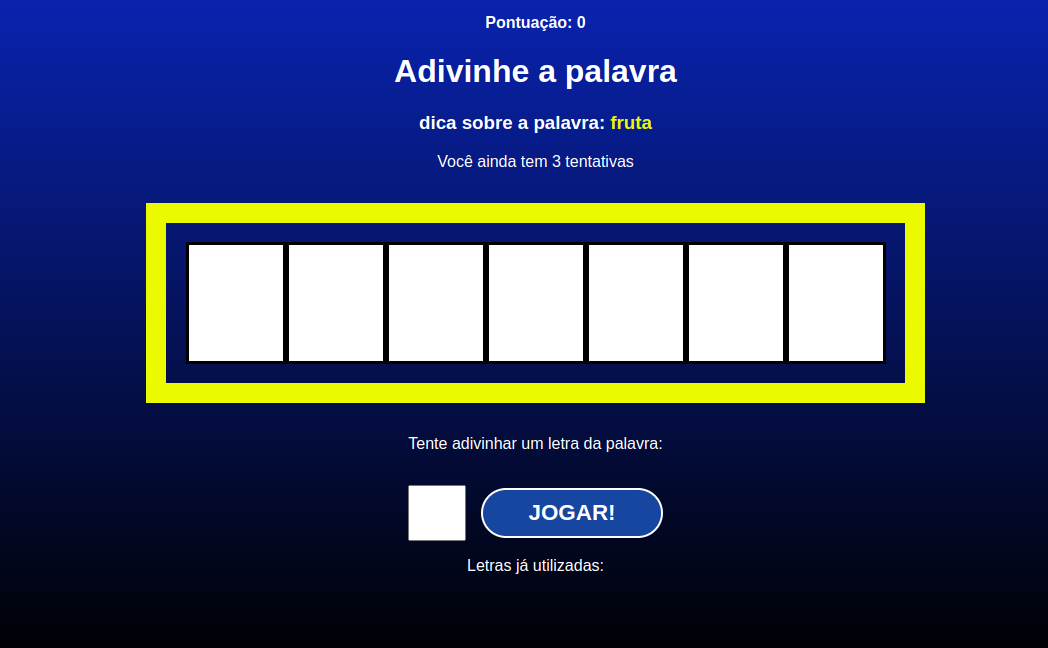 Pontuação: 0
Adivinhe a palavra
dica sobre a palavra: fruta
Você ainda tem 3 tentativas
Tente adivinhar um letra da palavra:
JOGAR!
Letras já utilizadas: